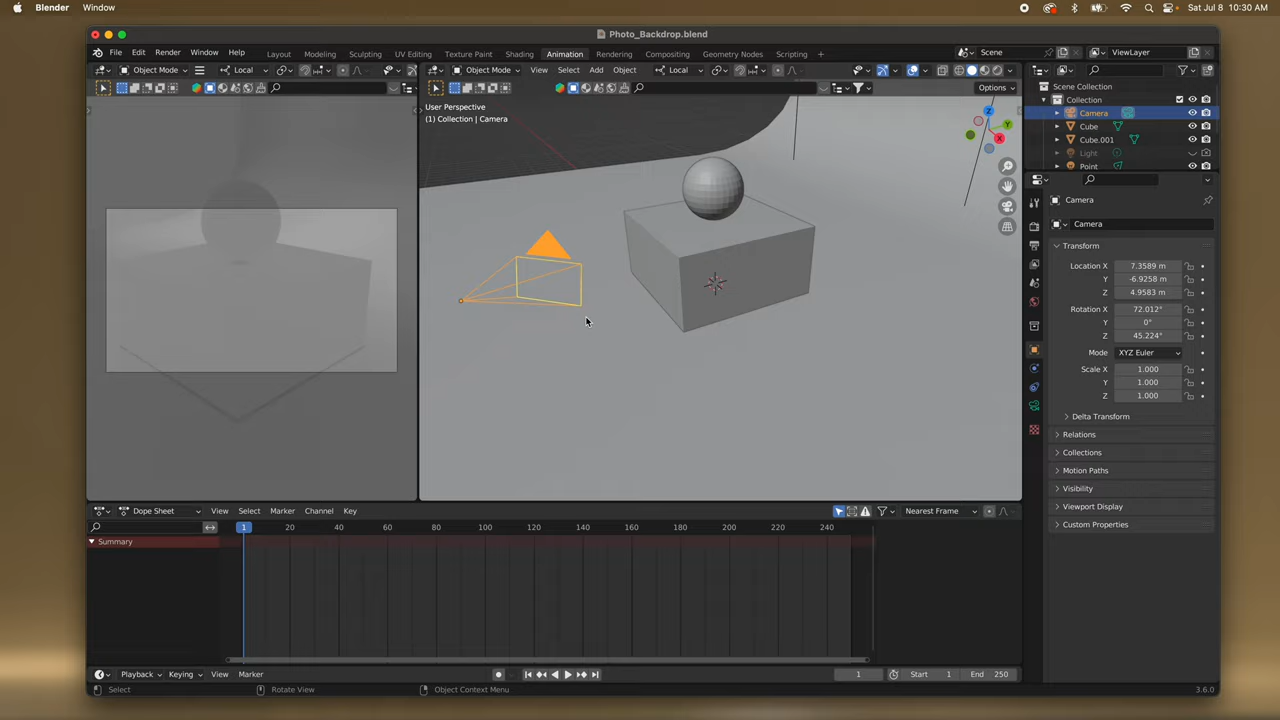 Blender Window Sat Jul 8 10:30 AM
Photo_Backdrop.blend
File Edit Render Window Help Layout Modeling Sculpting UV Editing Texture Paint Shading Animation Rendering Compositing Geometry Nodes Scripting + Scene ViewLayer
Object Mode Local Object Mode View Select Add Object Local
Options
User Perspective
(1) Collection | Camera
Z
Y
X
Scene Collection
Collection
Camera
Cube
Cube.001
Light
Point
Camera
Camera
Transform
Location X 7.3589 m
Y -6.9258 m
Z 4.9583 m
Rotation X 72.012°
Y 0°
Z 45.224°
Mode XYZ Euler
Scale X 1.000
Y 1.000
Z 1.000
Delta Transform
Relations
Collections
Motion Paths
Visibility
Viewport Display
Custom Properties
Dope Sheet View Select Marker Channel Key Nearest Frame
1 20 40 60 80 100 120 140 160 180 200 220 240
Summary
Playback Keying View Marker 1 Start 1 End 250
Select Rotate View Object Context Menu 3.6.0